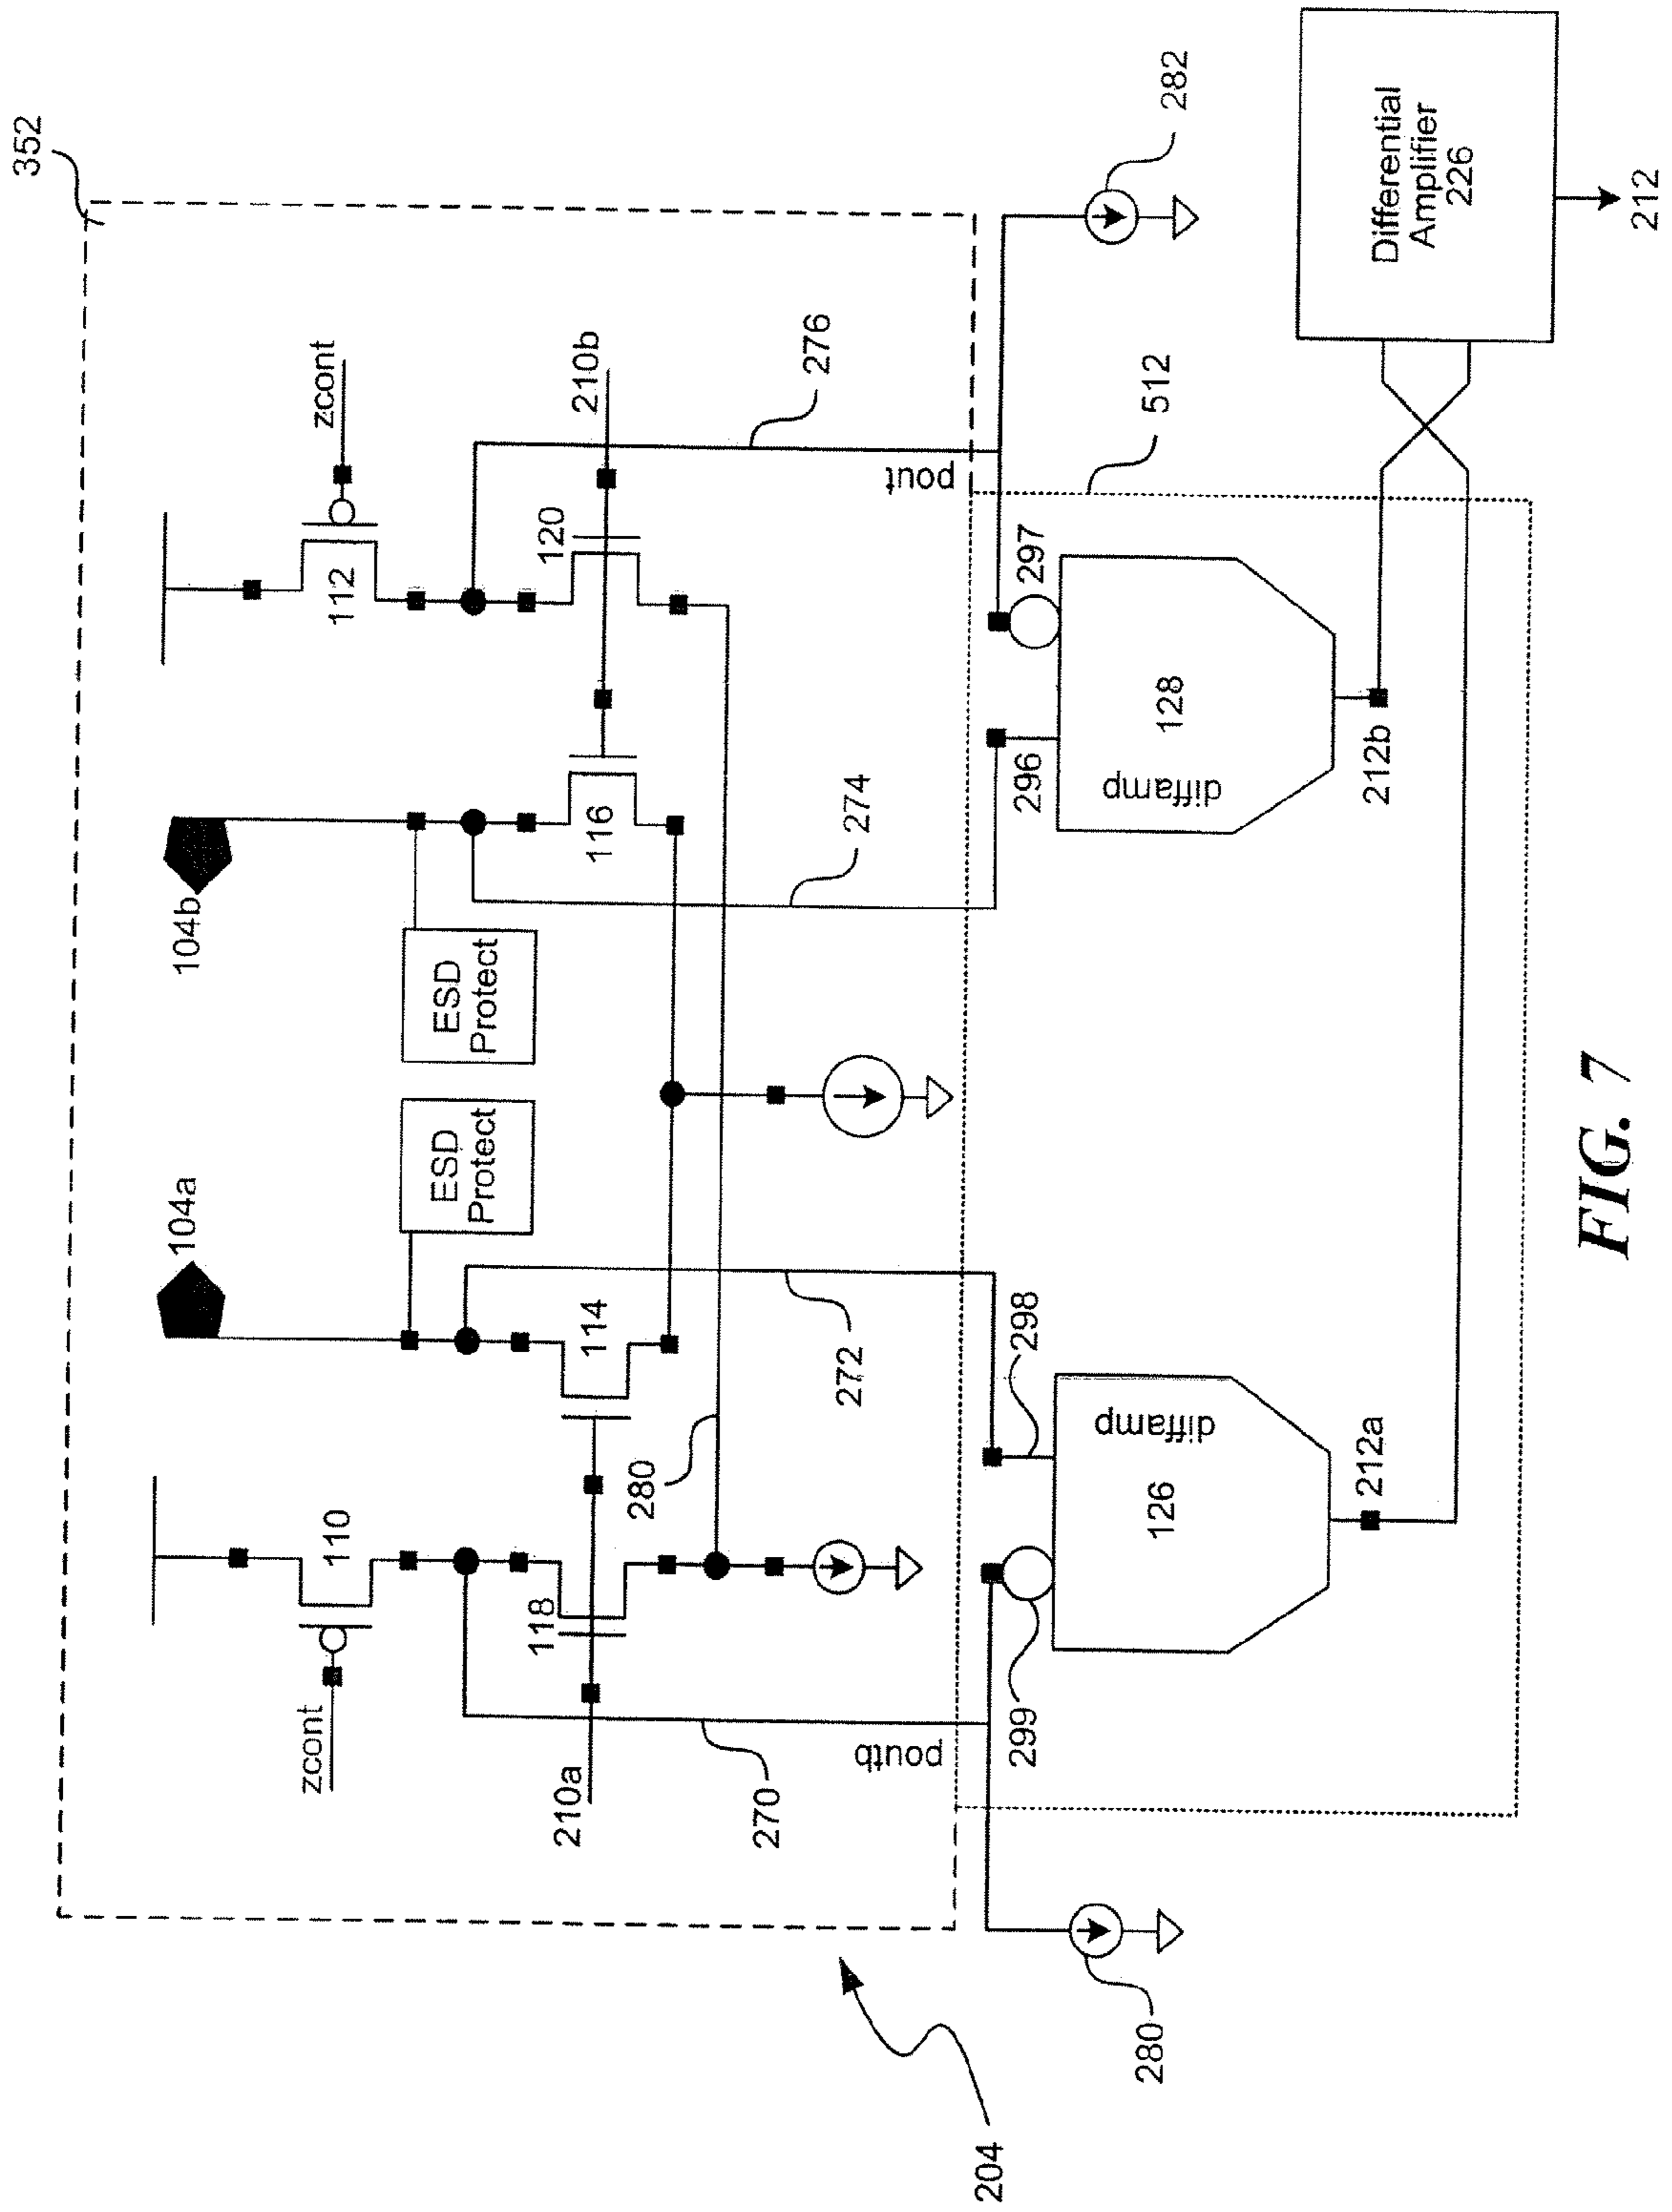 352
104a
104b
zcont
110
zcont
112
ESD
Protect
ESD
Protect
210a
118
114
116
120
210b
280
270
272
274
276
poutb
pout
204
280
282
299
298
296
297
512
126
diffamp
128
diffamp
212a
212b
Differential
Amplifier
226
212
FIG. 7